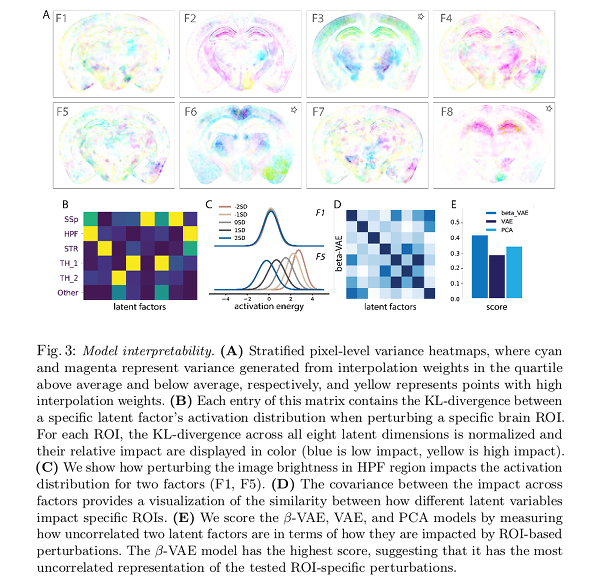 A
F1
F2
F3
F4
F5
F6
F7
F8
B
SSp
HPF
STR
TH_1
TH_2
Other
latent factors
C
-2SD
-1SD
0SD
1SD
2SD
F1
F5
-4
-2
0
2
4
activation energy
D
beta-VAE
latent factors
E
beta_VAE
VAE
PCA
0.5
0.4
0.3
0.2
0.1
0.0
score
Fig. 3: Model interpretability. (A) Stratified pixel-level variance heatmaps, where cyan
and magenta represent variance generated from interpolation weights in the quartile
above average and below average, respectively, and yellow represents points with high
interpolation weights. (B) Each entry of this matrix contains the KL-divergence between
a specific latent factor's activation distribution when perturbing a specific brain ROI.
For each ROI, the KL-divergence across all eight latent dimensions is normalized and
their relative impact are displayed in color (blue is low impact, yellow is high impact).
(C) We show how perturbing the image brightness in HPF region impacts the activation
distribution for two factors (F1, F5). (D) The covariance between the impact across
factors provides a visualization of the similarity between how different latent variables
impact specific ROIs. (E) We score the β-VAE, VAE, and PCA models by measuring
how uncorrelated two latent factors are in terms of how they are impacted by ROI-based
perturbations. The β-VAE model has the highest score, suggesting that it has the most
uncorrelated representation of the tested ROI-specific perturbations.